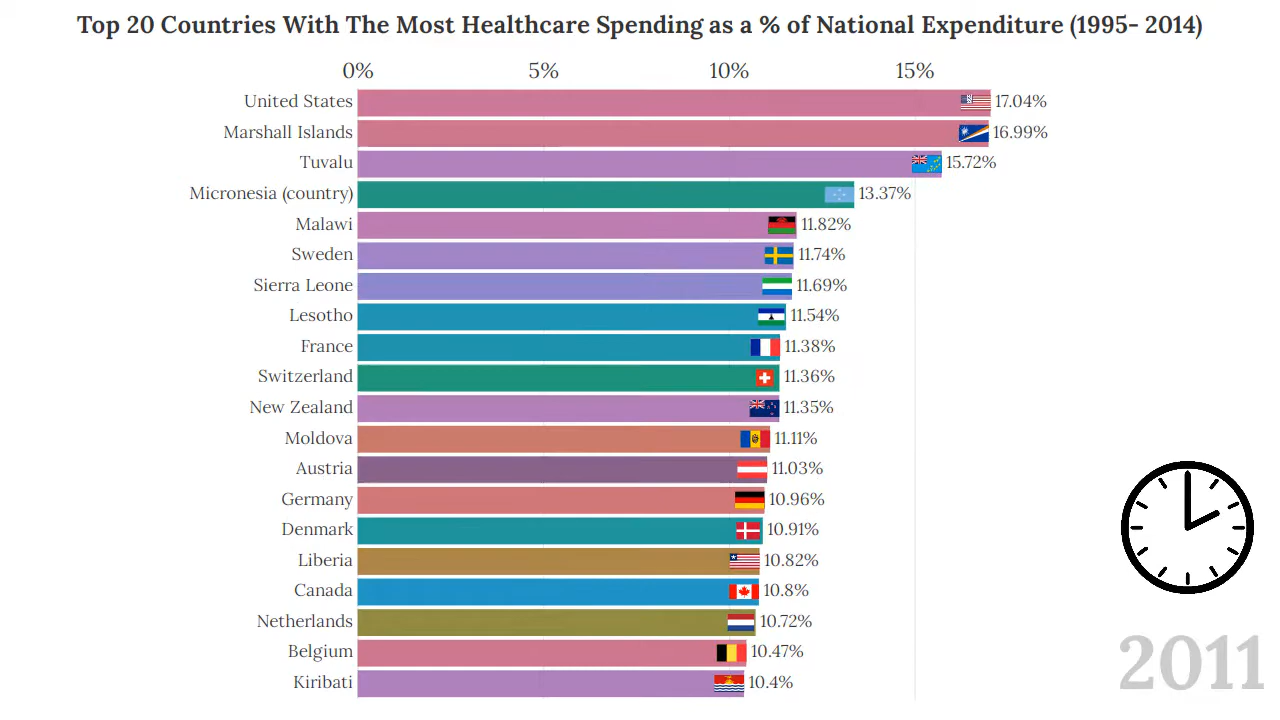 Top 20 Countries With The Most Healthcare Spending as a % of National Expenditure (1995- 2014)
0% 5% 10% 15%
United States 17.04%
Marshall Islands 16.99%
Tuvalu 15.72%
Micronesia (country) 13.37%
Malawi 11.82%
Sweden 11.74%
Sierra Leone 11.69%
Lesotho 11.54%
France 11.38%
Switzerland 11.36%
New Zealand 11.35%
Moldova 11.11%
Austria 11.03%
Germany 10.96%
Denmark 10.91%
Liberia 10.82%
Canada 10.8%
Netherlands 10.72%
Belgium 10.47%
Kiribati 10.4%
2011